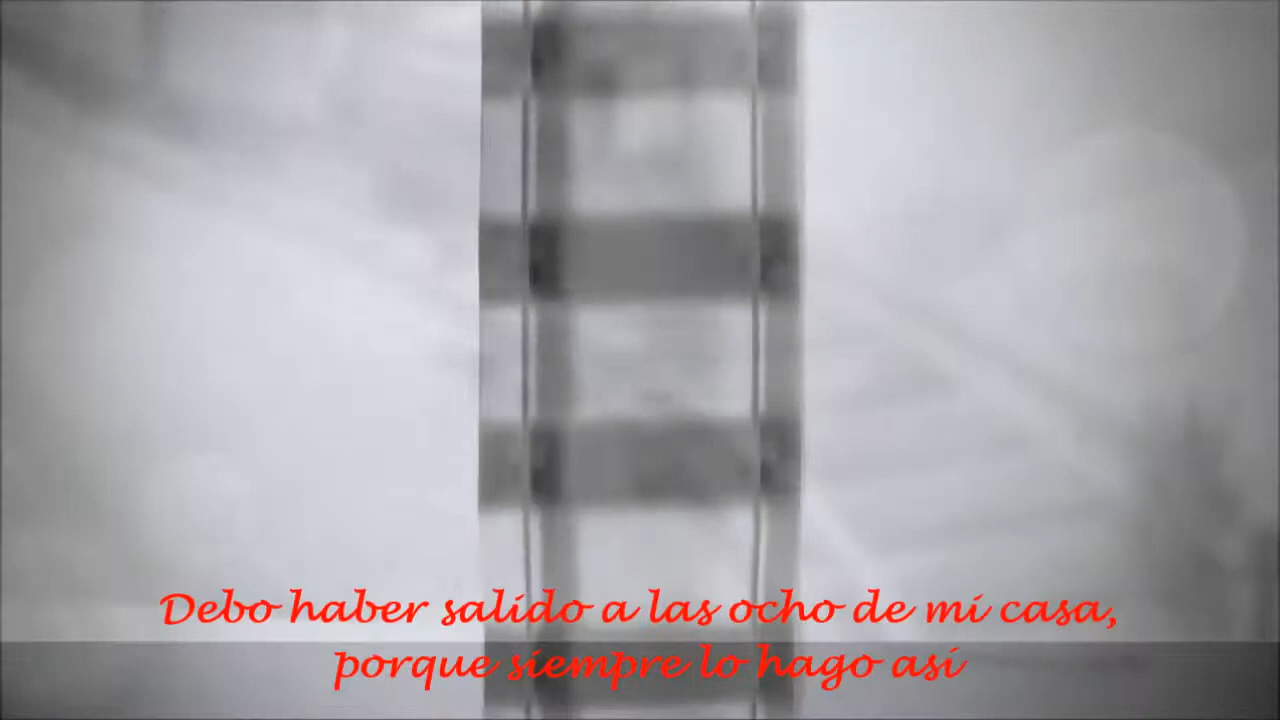 Debo haber salido a las ocho de mi casa,
porque siempre lo hago así